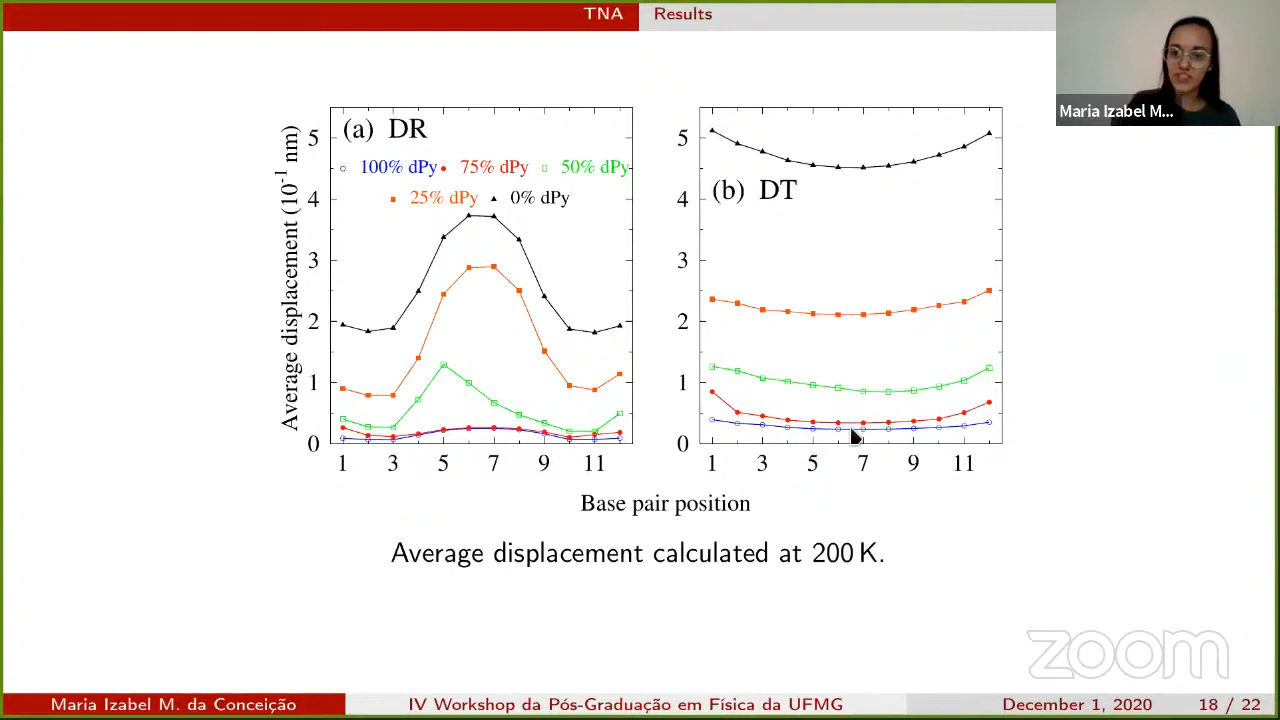 TNA
Results
Maria Izabel M...
(a) DR
100% dPy
75% dPy
50% dPy
25% dPy
0% dPy
Average displacement (10⁻¹ nm)
5
4
3
2
1
0
1 3 5 7 9 11
(b) DT
5
4
3
2
1
0
1 3 5 7 9 11
Base pair position
Average displacement calculated at 200 K.
zoom
Maria Izabel M. da Conceição
IV Workshop da Pós-Graduação em Física da UFMG
December 1, 2020
18 / 22